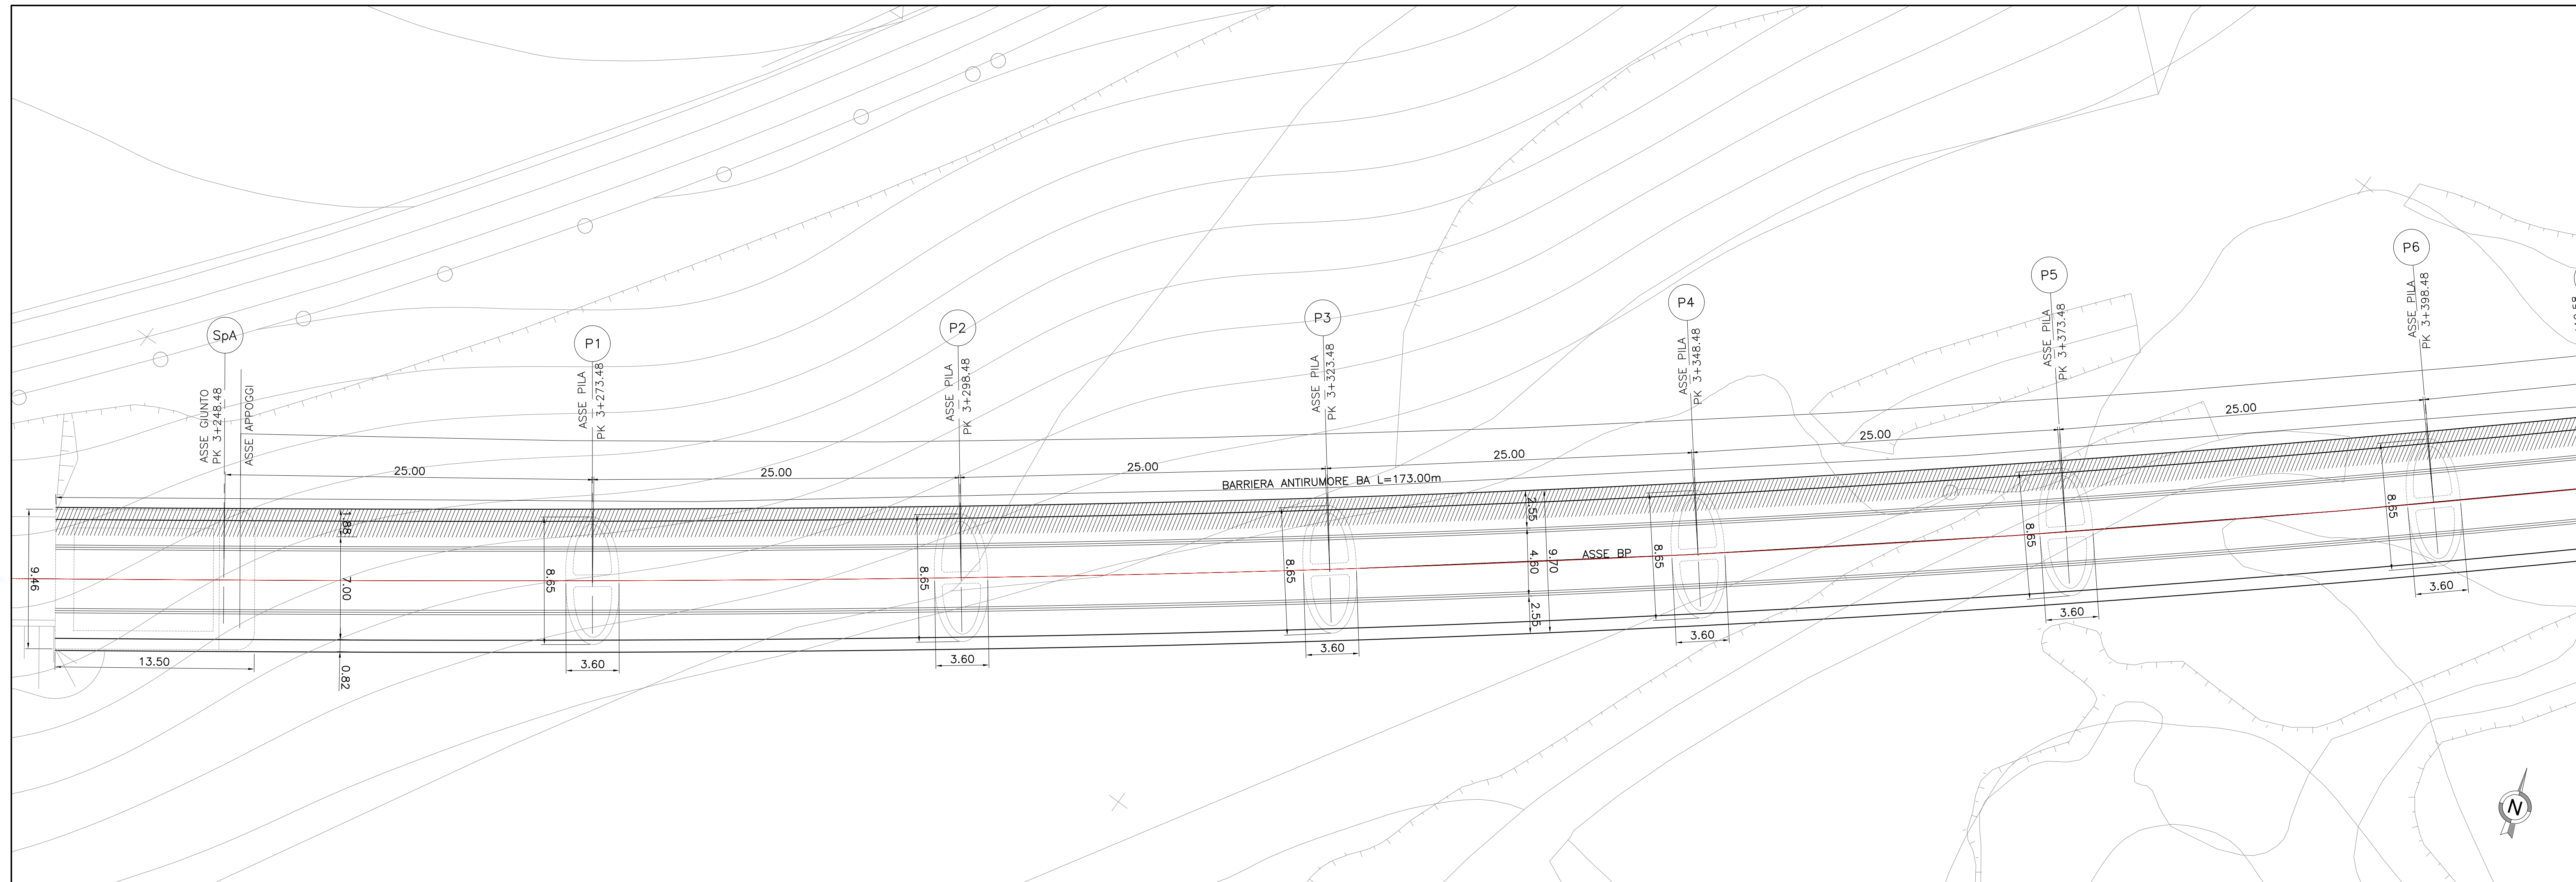 SpA
ASSE GIUNTO
PK 3+248.48
ASSE APPOGGI
P1
ASSE PILA
PK 3+273.48
P2
ASSE PILA
PK 3+298.48
P3
ASSE PILA
PK 3+323.48
P4
ASSE PILA
PK 3+348.48
P5
ASSE PILA
PK 3+373.48
P6
ASSE PILA
PK 3+398.48
25.00
25.00
25.00
25.00
25.00
25.00
BARRIERA ANTIRUMORE BA L=173.00m
ASSE BP
9.46
1.88
7.00
0.82
13.50
8.65
3.60
8.65
3.60
8.65
3.60
2.55
4.60
2.55
9.70
8.65
3.60
8.65
3.60
8.65
3.60
N